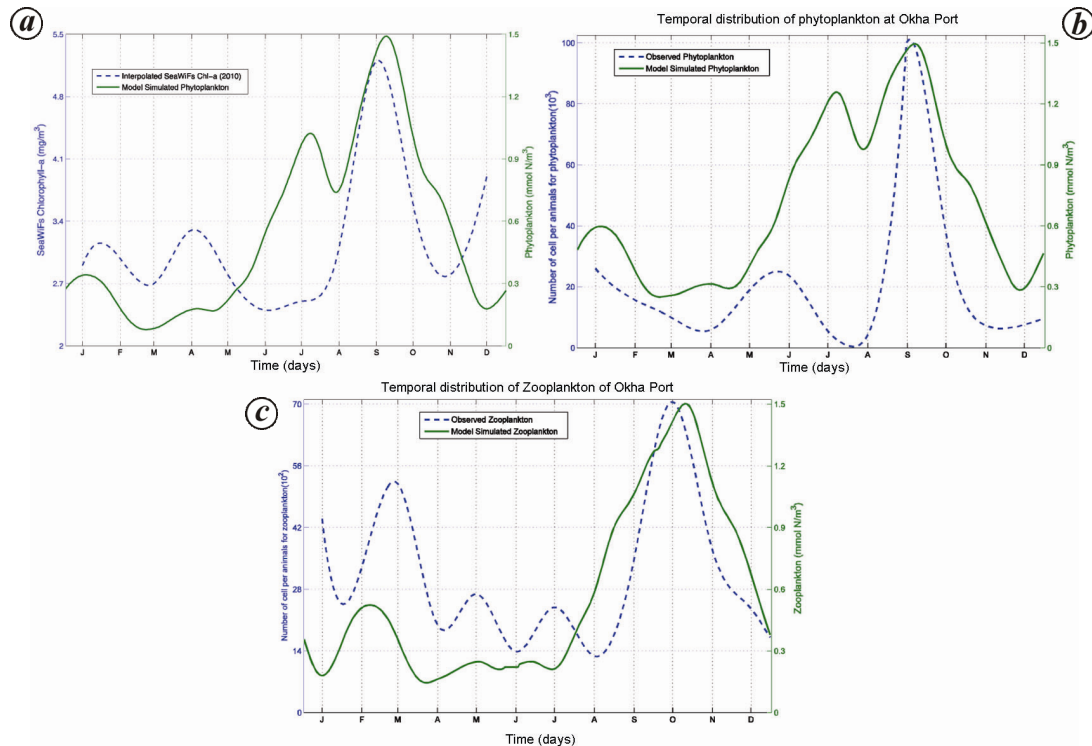 a
5.5
4.8
4.1
3.4
2.7
2
SeaWiFs Chlorophyll-a (mg/m³)
Interpolated SeaWiFs Chl-a (2010)
Model Simulated Phytoplankton
1.5
1.2
0.9
0.6
0.3
0
Phytoplankton (mmol N/m³)
J F M A M J J A S O N D
Time (days)
Temporal distribution of phytoplankton at Okha Port
b
100
80
60
40
20
0
Number of cell per animals for phytoplankton(10³)
Observed Phytoplankton
Model Simulated Phytoplankton
1.5
1.2
0.9
0.6
0.3
0
Phytoplankton (mmol N/m³)
J F M A M J J A S O N D
Time (days)
Temporal distribution of Zooplankton of Okha Port
c
70
58
42
28
14
0
Number of cell per animals for zooplankton(10²)
Observed Zooplankton
Model Simulated Zooplankton
1.5
1.2
0.9
0.6
0.3
0
Zooplankton (mmol N/m³)
J F M A M J J A S O N D
Time (days)